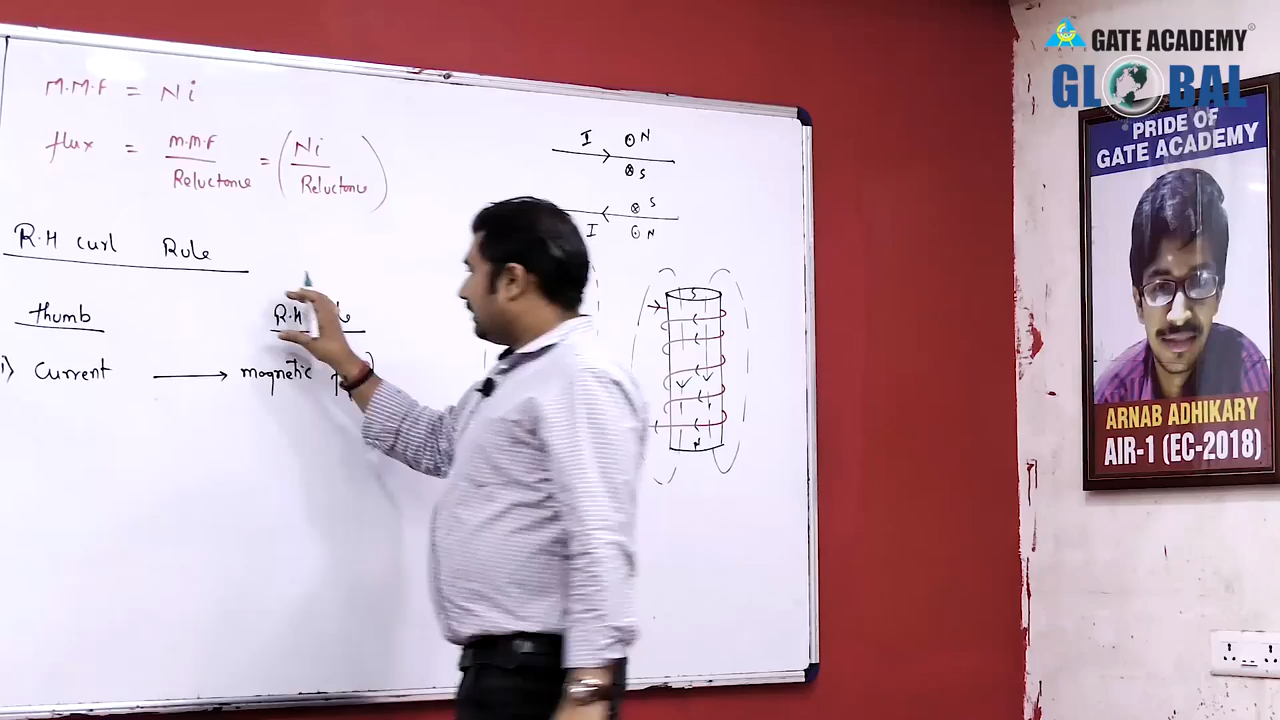 GATE ACADEMY
GLOBAL
M.M.F = Ni
flux = M.M.F / Reluctance = (Ni / Reluctance)
R.H curl Rule
thumb
R.H
i) Current → magnetic
I ⊙ N
⊗ S
⊗ S
I ⊙ N
S
N
PRIDE OF
GATE ACADEMY
ARNAB ADHIKARY
AIR-1 (EC-2018)